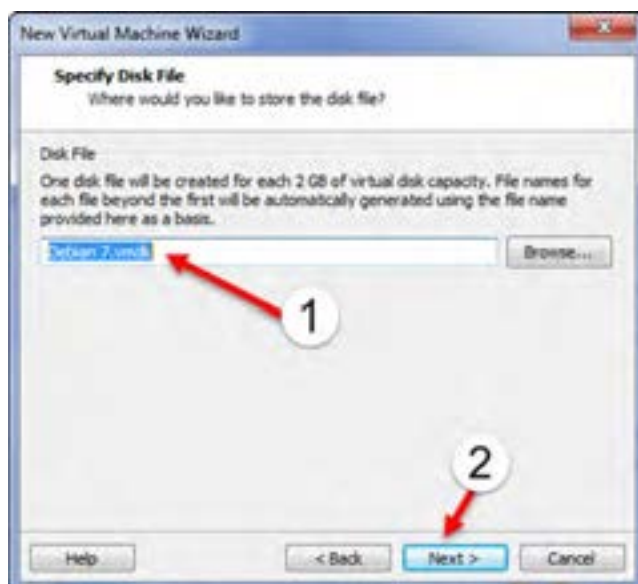 New Virtual Machine Wizard
Specify Disk File
Where would you like to store the disk file?
Disk File
One disk file will be created for each 2 GB of virtual disk capacity. File names for
each file beyond the first will be automatically generated using the file name
provided here as a basis.
Debian 7.vmdk
Browse...
1
2
Help
< Back
Next >
Cancel